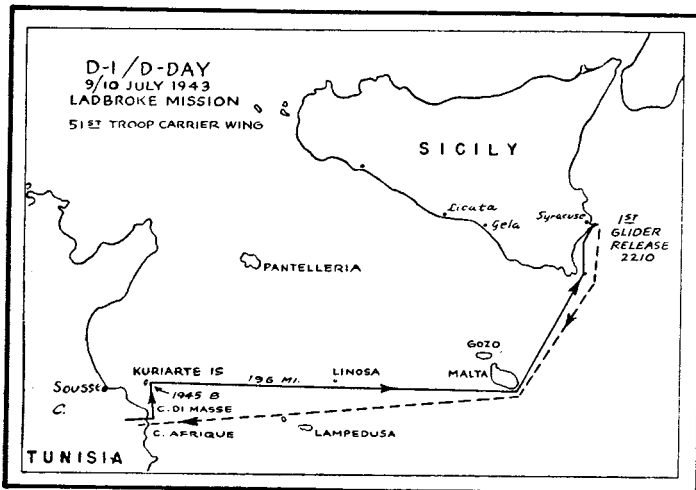 D-1/D-DAY
9/10 JULY 1943
LADBROKE MISSION
51ST TROOP CARRIER WING
SICILY
Licata
Gela
Syracuse
1ST
GLIDER
RELEASE
2210
PANTELLERIA
GOZO
MALTA
KURIARTE IS
196 MI.
LINOSA
SOUSSE
C.
1945 B
C. DI MASSE
C. AFRIQUE
LAMPEDUSA
TUNISIA